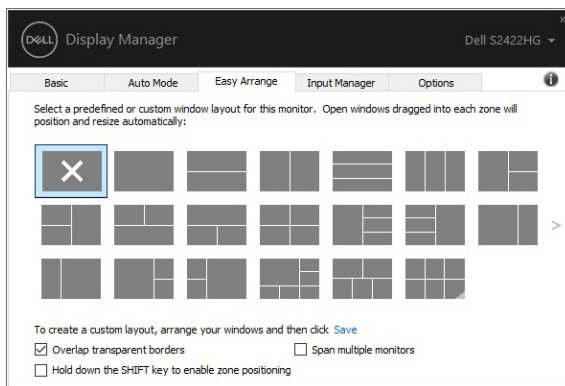 DELL Display Manager
Dell S2422HG
Basic Auto Mode Easy Arrange Input Manager Options
Select a predefined or custom window layout for this monitor. Open windows dragged into each zone will
position and resize automatically:
To create a custom layout, arrange your windows and then click Save
Overlap transparent borders Span multiple monitors
Hold down the SHIFT key to enable zone positioning